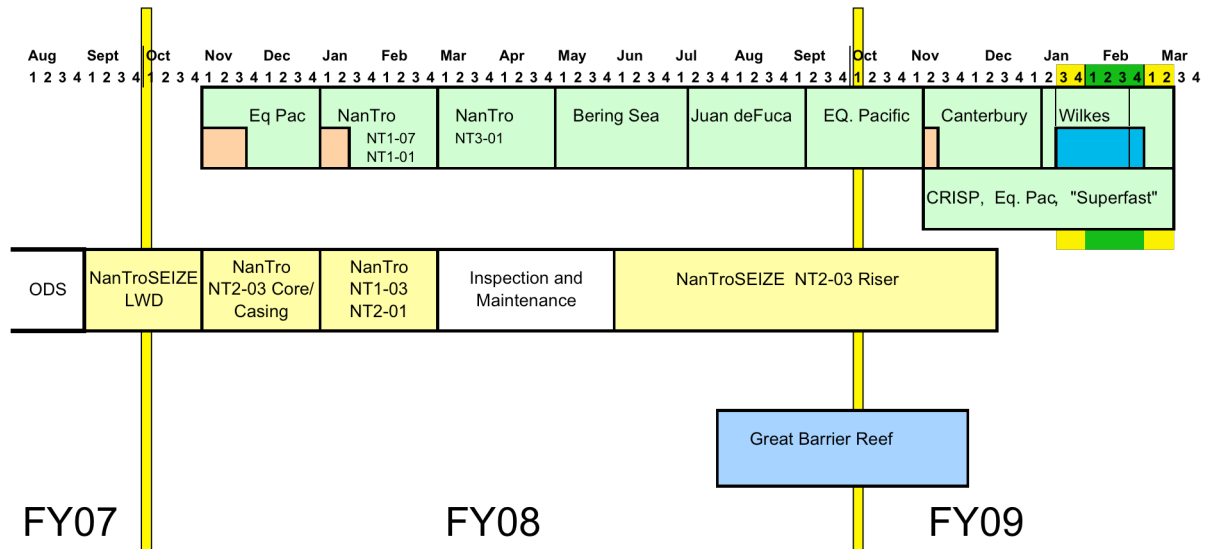 Aug Sept Oct Nov Dec Jan Feb Mar Apr May Jun Jul Aug Sept Oct Nov Dec Jan Feb Mar
1 2 3 4 1 2 3 4 1 2 3 4 1 2 3 4 1 2 3 4 1 2 3 4 1 2 3 4 1 2 3 4 1 2 3 4 1 2 3 4 1 2 3 4 1 2 3 4 1 2 3 4 1 2 3 4 1 2 3 4 1 2 3 4 1 2 3 4 1 2 3 4 1 2 3 4 1 2 3 4
Eq Pac
NanTro
NT1-07
NT1-01
NanTro
NT3-01
Bering Sea
Juan deFuca
EQ. Pacific
Canterbury
Wilkes
CRISP, Eq. Pac, "Superfast"
ODS
NanTroSEIZE
LWD
NanTro
NT2-03 Core/
Casing
NanTro
NT1-03
NT2-01
Inspection and
Maintenance
NanTroSEIZE NT2-03 Riser
Great Barrier Reef
FY07
FY08
FY09